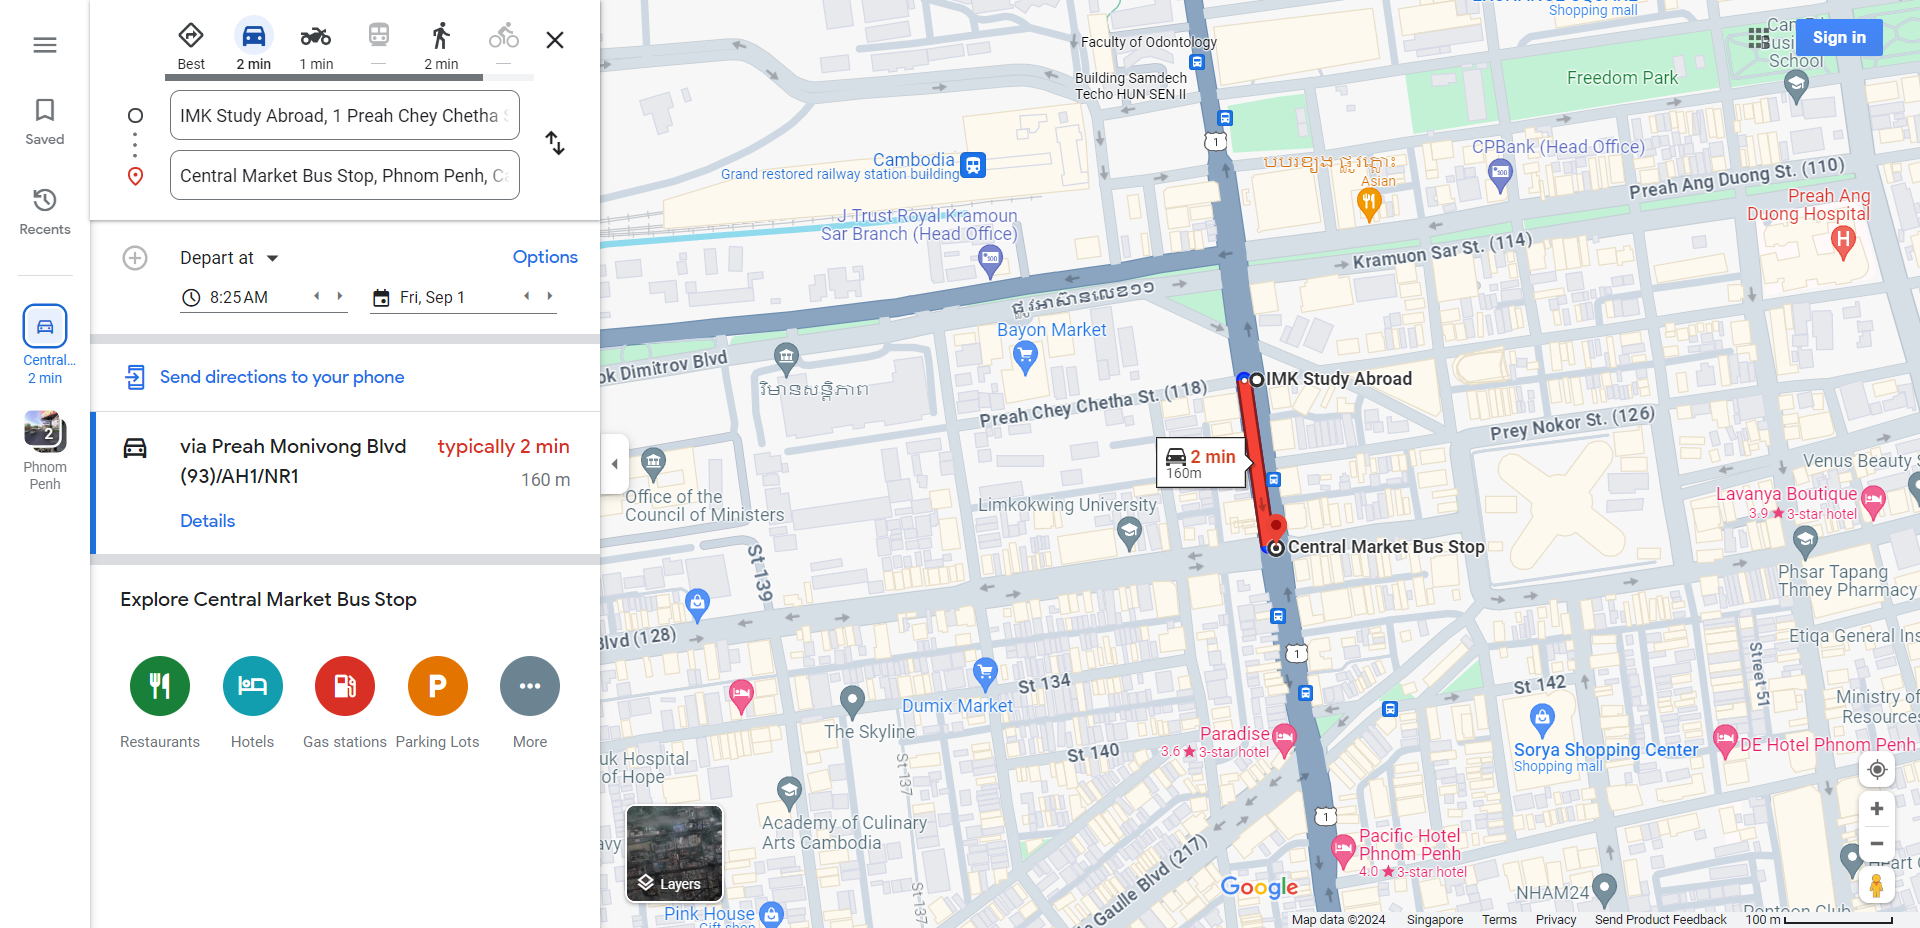 Saved
Recents
Central...
2 min
2
Phnom
Penh
Best
2 min
1 min
2 min
IMK Study Abroad, 1 Preah Chey Chetha
Central Market Bus Stop, Phnom Penh,
Depart at
Options
8:25 AM
Fri, Sep 1
Send directions to your phone
via Preah Monivong Blvd
(93)/AH1/NR1
typically 2 min
160 m
Details
Explore Central Market Bus Stop
Restaurants
Hotels
Gas stations
Parking Lots
More
Shopping mall
Faculty of Odontology
Building Samdech
Techo HUN SEN II
School
Sign in
Freedom Park
1
Cambodia
Grand restored railway station building
CPBank (Head Office)
Asian
Preah Ang Duong St. (110)
Preah Ang
Duong Hospital
J Trust Royal Kramoun
Sar Branch (Head Office)
Kramuon Sar St. (114)
ផ្លូវអាស៊ានលេខ១១
Bayon Market
ok Dimitrov Blvd
វិមានសន្តិភាព
Preah Chey Chetha St. (118)
IMK Study Abroad
Prey Nokor St. (126)
2 min
160m
Venus Beauty
Lavanya Boutique
3.9 ★ 3-star hotel
Office of the
Council of Ministers
Limkokwing University
Central Market Bus Stop
Phsar Tapang
Thmey Pharmacy
St 139
Blvd (128)
1
Etiqa General Ins
Street 51
St 134
St 142
Dumix Market
The Skyline
Ministry of
Resources
Paradise
3.6 ★ 3-star hotel
Sorya Shopping Center
Shopping mall
DE Hotel Phnom Penh
uk Hospital
of Hope
St 140
St 137
1
Academy of Culinary
Arts Cambodia
Pacific Hotel
Phnom Penh
4.0 ★ 3-star hotel
Gaulle Blvd (217)
Layers
St 137
Google
NHAM24
Pink House
Map data ©2024
Singapore
Terms
Privacy
Send Product Feedback
100 m